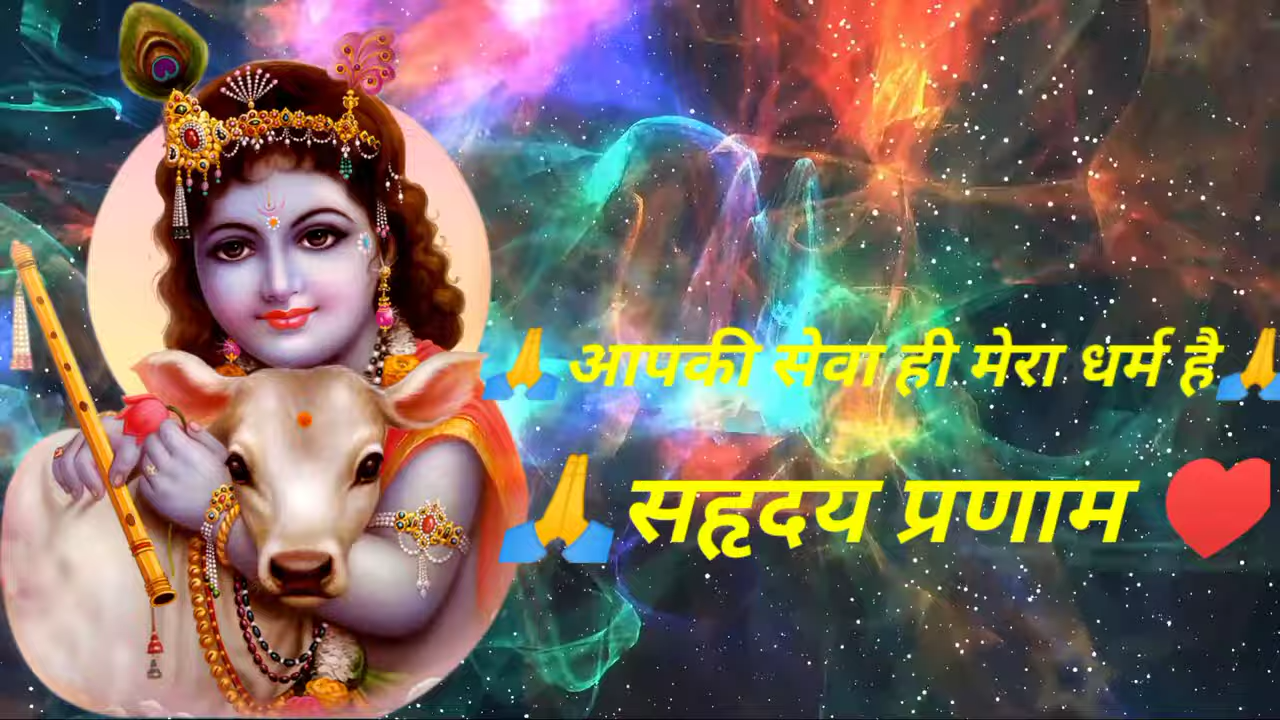 🙏 आपकी सेवा ही मेरा धर्म है🙏
🙏 सहृदय प्रणाम ♥️